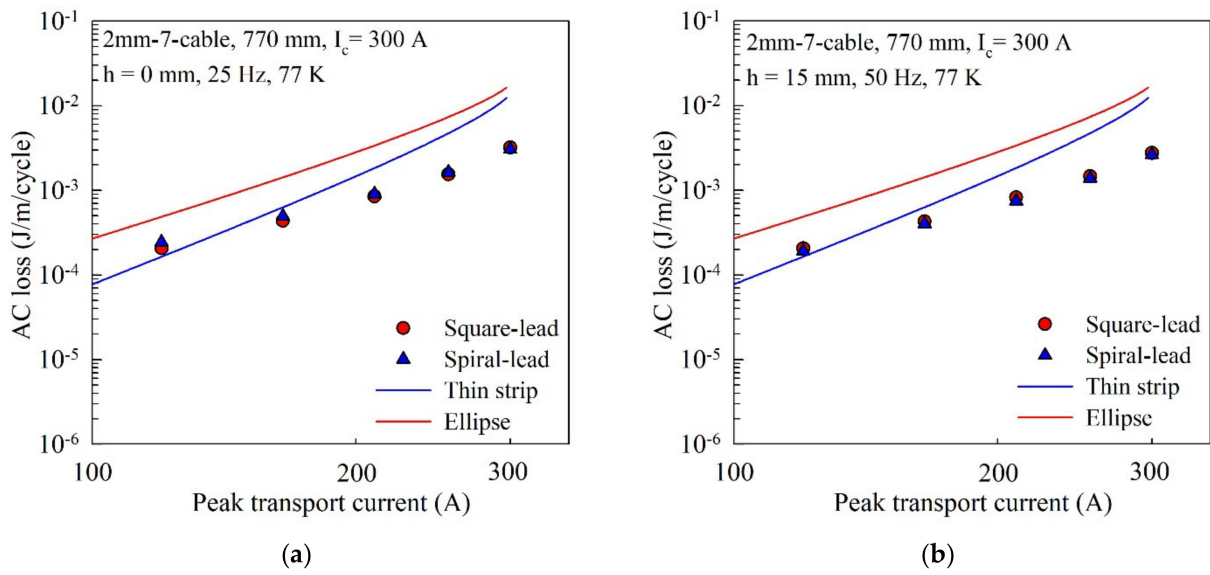 10⁻¹
2mm-7-cable, 770 mm, I_c= 300 A
h = 0 mm, 25 Hz, 77 K
10⁻²
10⁻³
10⁻⁴
10⁻⁵
10⁻⁶
AC loss (J/m/cycle)
Square-lead
Spiral-lead
Thin strip
Ellipse
100 200 300
Peak transport current (A)
(a)
10⁻¹
2mm-7-cable, 770 mm, I_c= 300 A
h = 15 mm, 50 Hz, 77 K
10⁻²
10⁻³
10⁻⁴
10⁻⁵
10⁻⁶
AC loss (J/m/cycle)
Square-lead
Spiral-lead
Thin strip
Ellipse
100 200 300
Peak transport current (A)
(b)